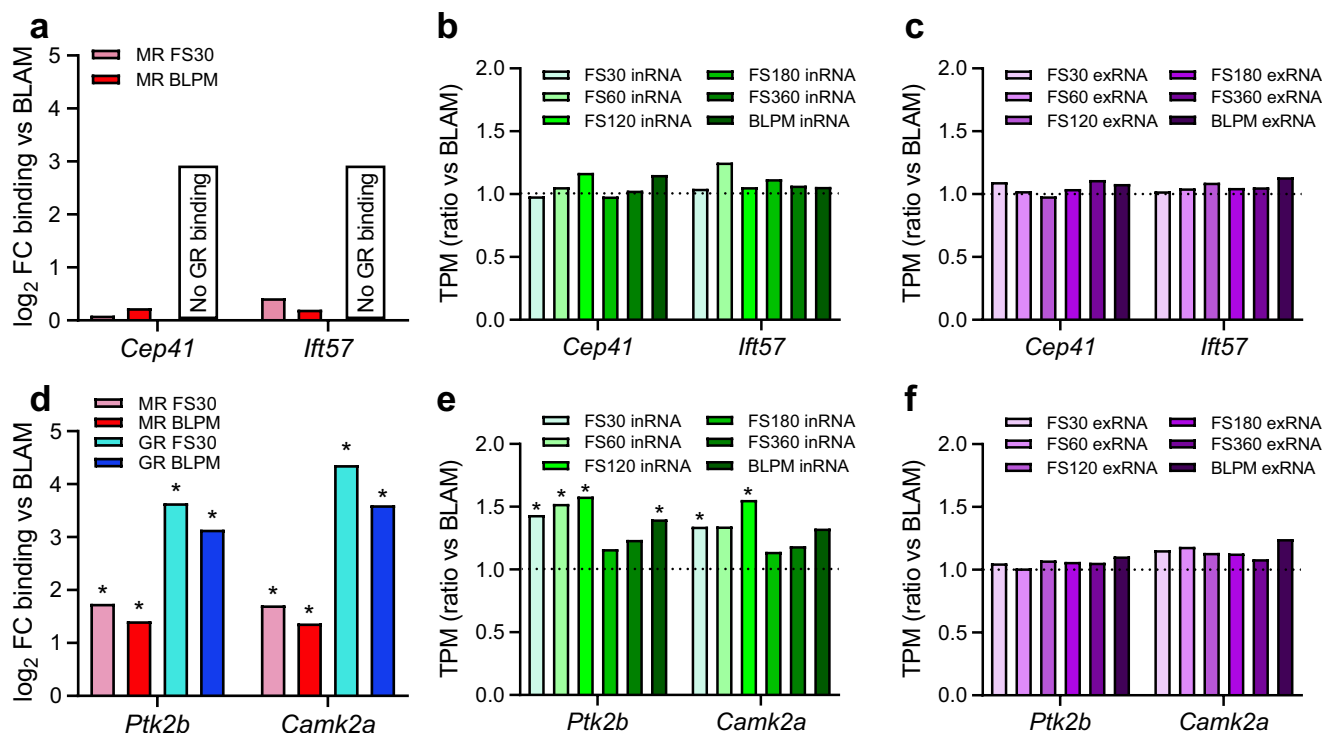 a
log2 FC binding vs BLAM
5
4
3
2
1
0
MR FS30
MR BLPM
No GR binding
No GR binding
Cep41
Ift57
b
TPM (ratio vs BLAM)
2.0
1.5
1.0
0.5
0.0
FS30 inRNA
FS60 inRNA
FS120 inRNA
FS180 inRNA
FS360 inRNA
BLPM inRNA
Cep41
Ift57
c
TPM (ratio vs BLAM)
2.0
1.5
1.0
0.5
0.0
FS30 exRNA
FS60 exRNA
FS120 exRNA
FS180 exRNA
FS360 exRNA
BLPM exRNA
Cep41
Ift57
d
log2 FC binding vs BLAM
5
4
3
2
1
0
MR FS30
MR BLPM
GR FS30
GR BLPM
* * * * * * * *
Ptk2b
Camk2a
e
TPM (ratio vs BLAM)
2.0
1.5
1.0
0.5
0.0
FS30 inRNA
FS60 inRNA
FS120 inRNA
FS180 inRNA
FS360 inRNA
BLPM inRNA
* * * * * *
Ptk2b
Camk2a
f
TPM (ratio vs BLAM)
2.0
1.5
1.0
0.5
0.0
FS30 exRNA
FS60 exRNA
FS120 exRNA
FS180 exRNA
FS360 exRNA
BLPM exRNA
Ptk2b
Camk2a